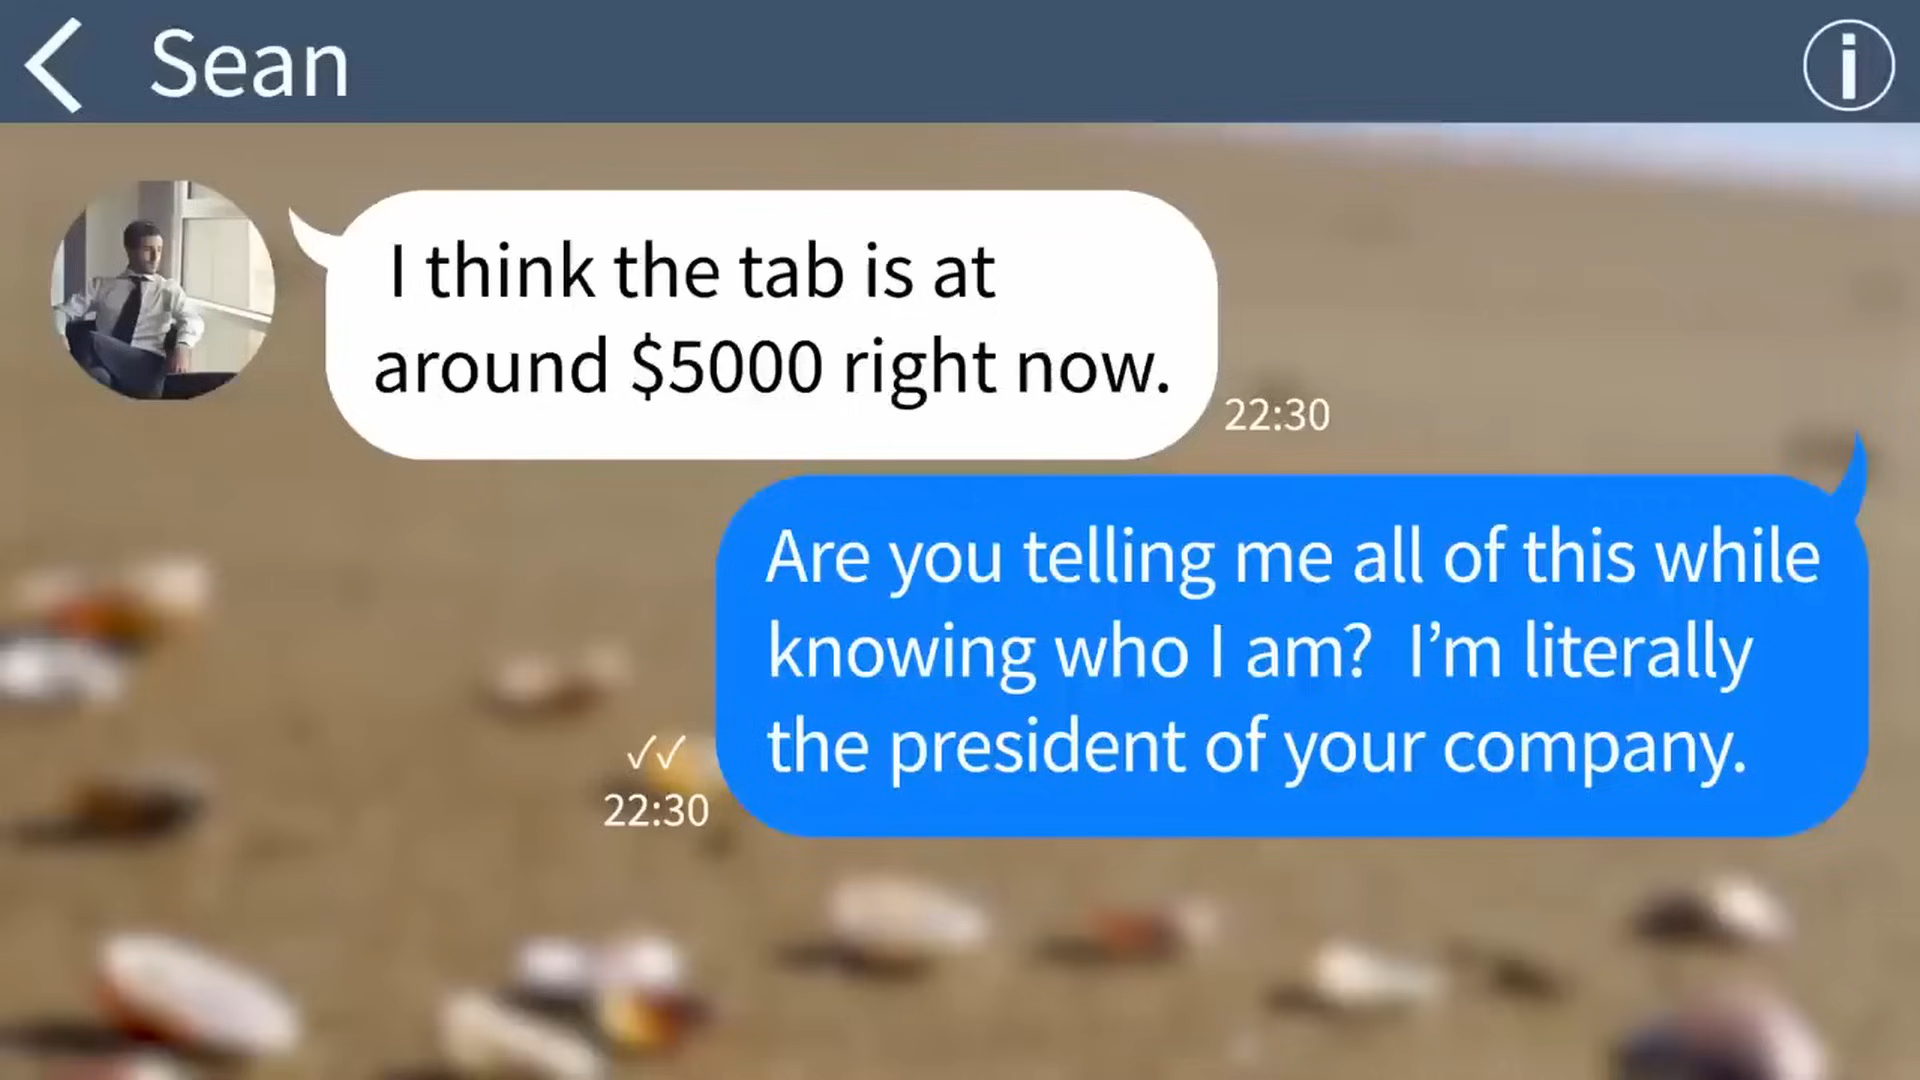 Sean
I think the tab is at
around $5000 right now.
22:30
Are you telling me all of this while
knowing who I am?  I’m literally
the president of your company.
✓✓
22:30